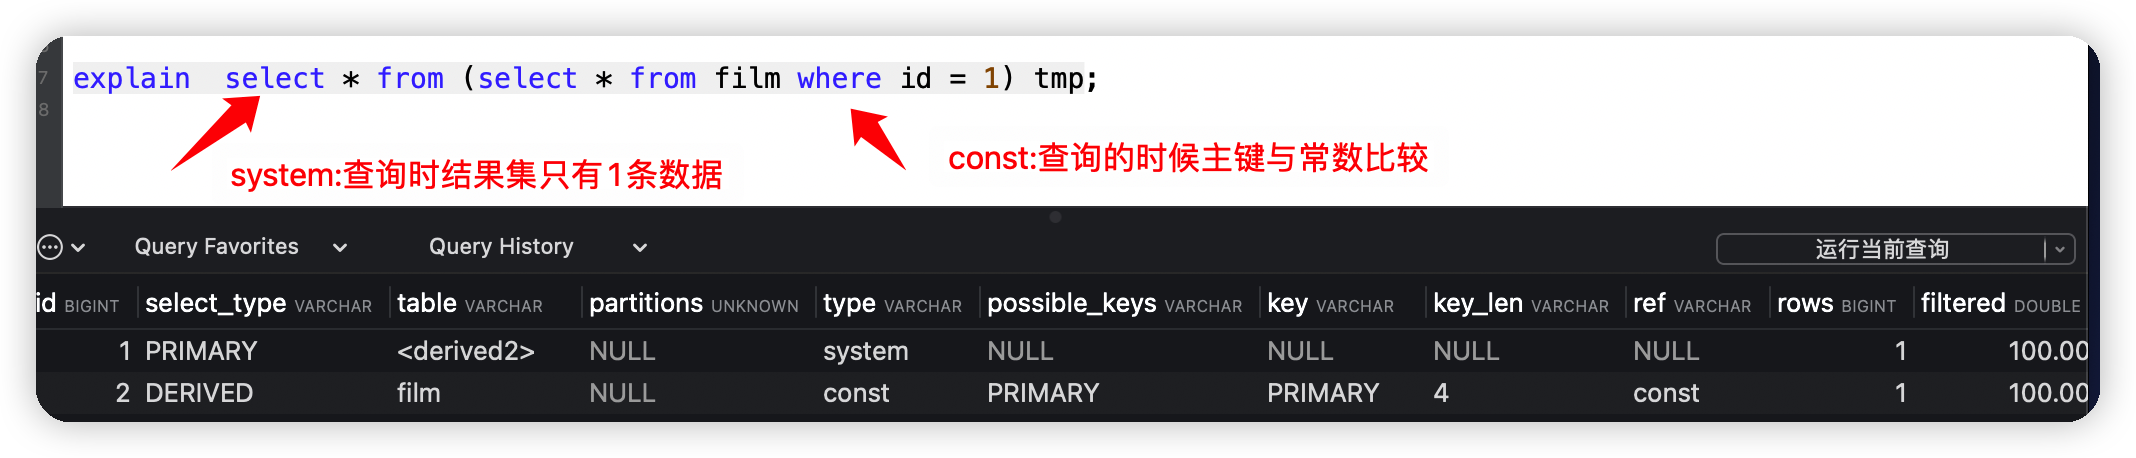 7 explain select * from (select * from film where id = 1) tmp;
8
system:查询时结果集只有1条数据
const:查询的时候主键与常数比较
Query Favorites Query History 运行当前查询
id BIGINT select_type VARCHAR table VARCHAR partitions UNKNOWN type VARCHAR possible_keys VARCHAR key VARCHAR key_len VARCHAR ref VARCHAR rows BIGINT filtered DOUBLE
1 PRIMARY <derived2> NULL system NULL NULL NULL NULL 1 100.00
2 DERIVED film NULL const PRIMARY PRIMARY 4 const 1 100.00